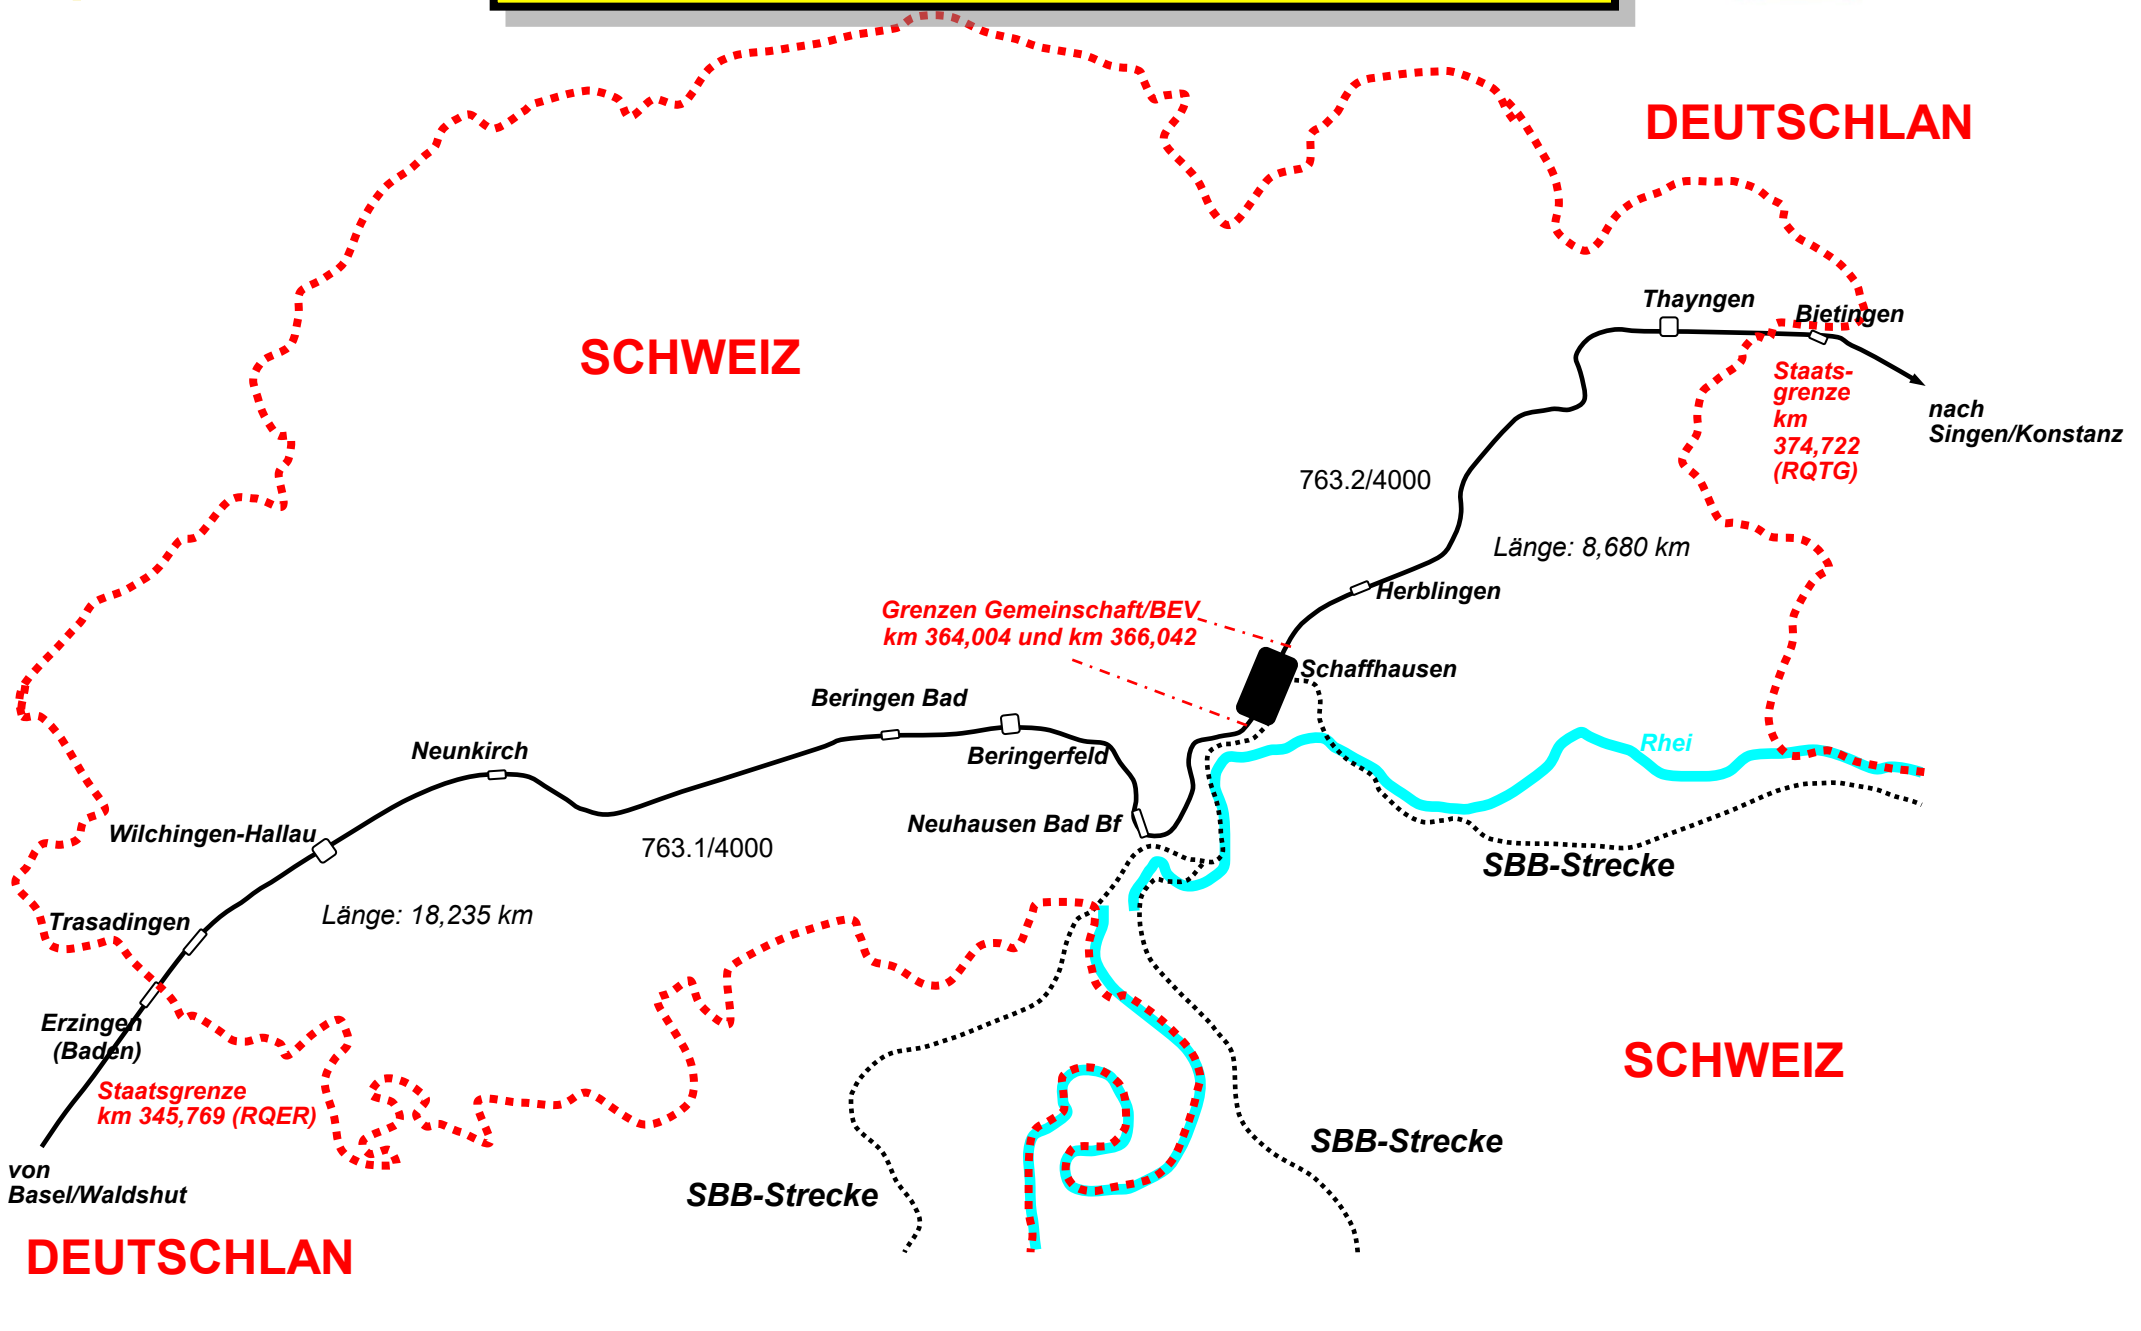 DEUTSCHLAN
Thayngen
Bietingen
SCHWEIZ
Staats-
grenze
km
374,722
(RQTG)
nach
Singen/Konstanz
763.2/4000
Länge: 8,680 km
Herblingen
Grenzen Gemeinschaft/BEV
km 364,004 und km 366,042
Schaffhausen
Beringen Bad
Beringerfeld
Neunkirch
Rhei
Neuhausen Bad Bf
Wilchingen-Hallau
763.1/4000
SBB-Strecke
Länge: 18,235 km
Trasadingen
Erzingen
(Baden)
SCHWEIZ
Staatsgrenze
km 345,769 (RQER)
SBB-Strecke
von
Basel/Waldshut
SBB-Strecke
DEUTSCHLAN